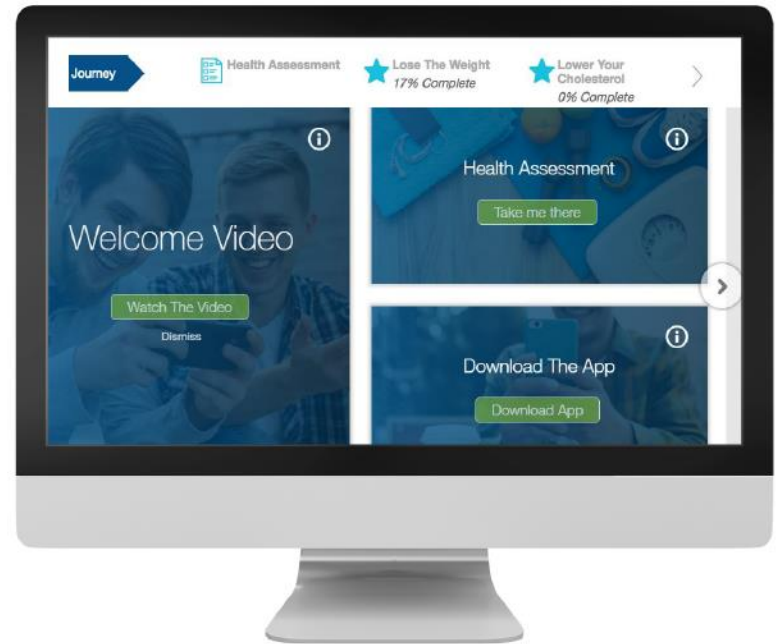 Journey
Health Assessment
Lose The Weight
17% Complete
Lower Your
Cholesterol
0% Complete
Welcome Video
Watch The Video
Dismiss
Health Assessment
Take me there
Download The App
Download App